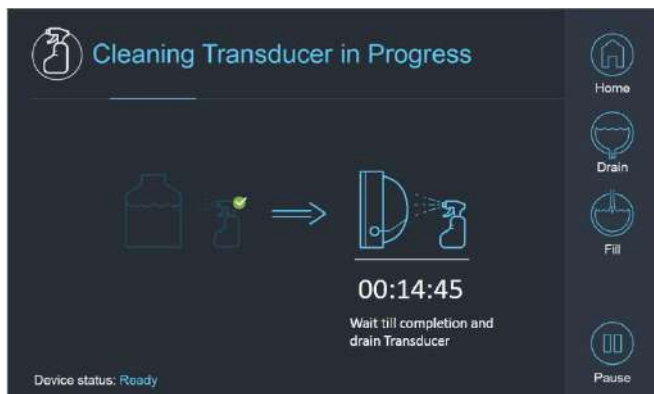 Cleaning Transducer in Progress
Home
Drain
Fill
00:14:45
Wait till completion and
drain Transducer
Device status: Ready
Pause